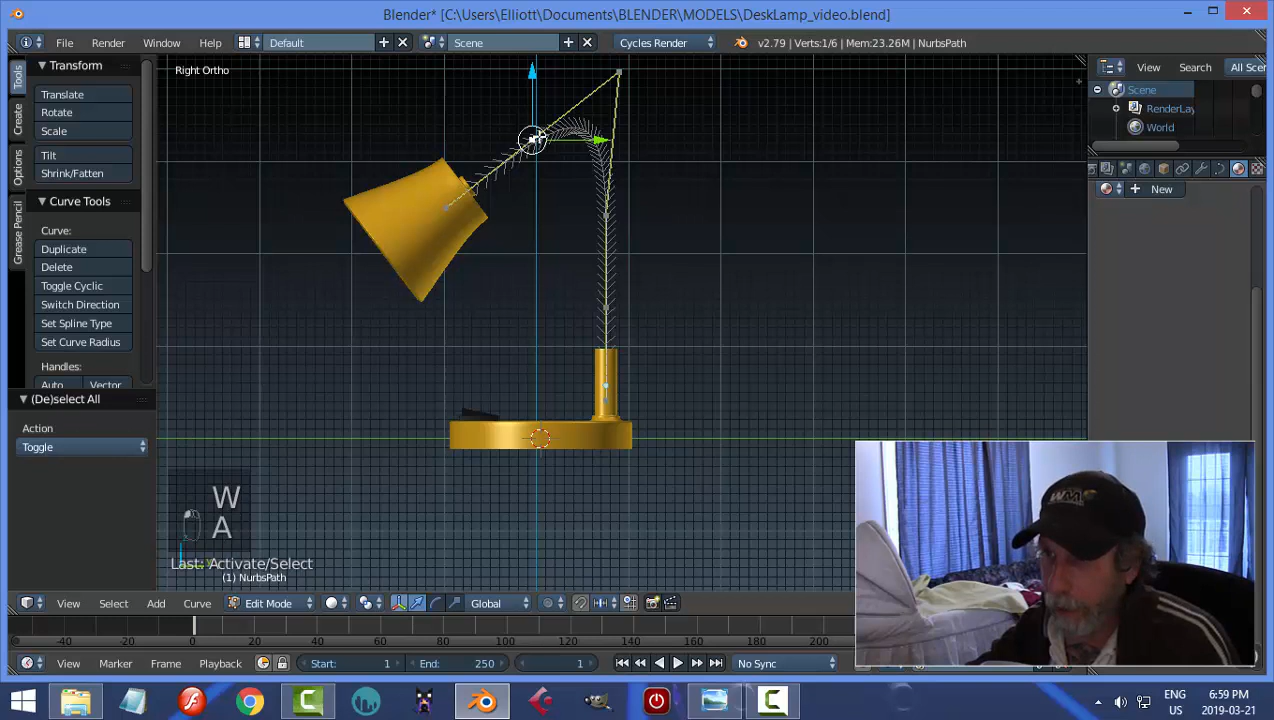 Blender* [C:\Users\Elliott\Documents\BLENDER\MODELS\DeskLamp_video.blend]
File Render Window Help Default Scene Cycles Render v2.79 | Verts:1/6 | Mem:23.26M | NurbsPath
View Search All Scen
Tools
Create
Options
Grease Pencil
Transform
Translate
Rotate
Scale
Tilt
Shrink/Fatten
Curve Tools
Curve:
Duplicate
Delete
Toggle Cyclic
Switch Direction
Set Spline Type
Set Curve Radius
Handles:
Auto Vector
(De)select All
Action
Toggle
Right Ortho
W
A
Last: Activate/Select
(1) NurbsPath
Scene
RenderLay
World
New
View Select Add Curve Edit Mode Global
-40 -20 0 20 40 60 80 100 120 140 160 180 200
View Marker Frame Playback Start: 1 End: 250 1 No Sync
ENG 6:59 PM
US 2019-03-21